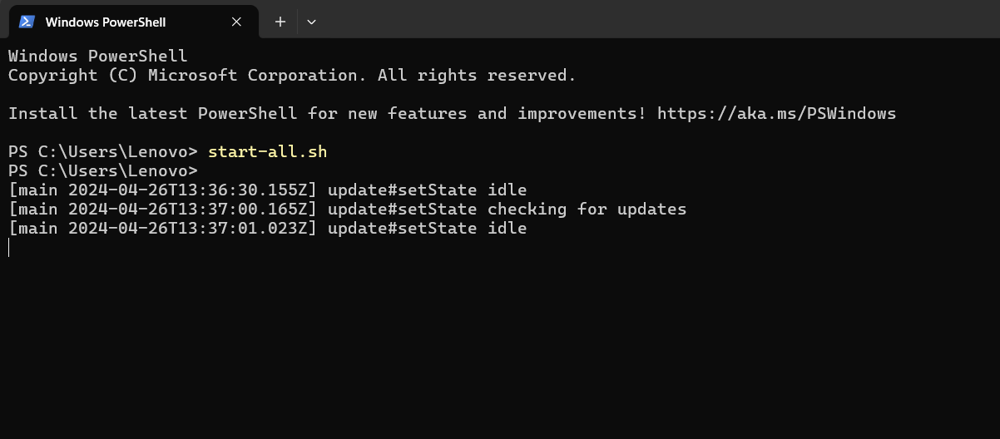 Windows PowerShell
Windows PowerShell
Copyright (C) Microsoft Corporation. All rights reserved.
Install the latest PowerShell for new features and improvements! https://aka.ms/PSWindows
PS C:\Users\Lenovo> start-all.sh
PS C:\Users\Lenovo>
[main 2024-04-26T13:36:30.155Z] update#setState idle
[main 2024-04-26T13:37:00.165Z] update#setState checking for updates
[main 2024-04-26T13:37:01.023Z] update#setState idle